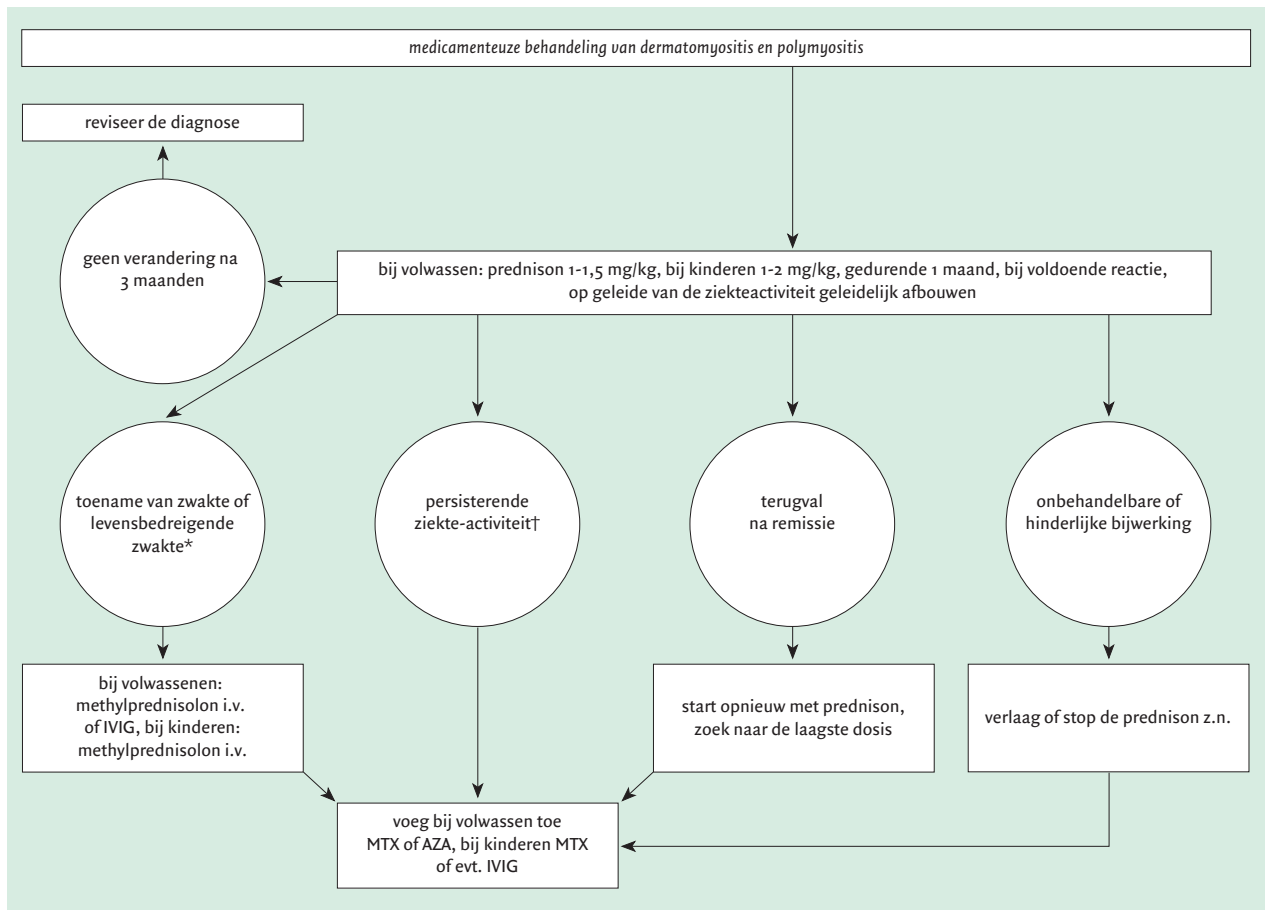 medicamenteuze behandeling van dermatomyositis en polymyositis
reviseer de diagnose
geen verandering na
3 maanden
bij volwassen: prednison 1-1,5 mg/kg, bij kinderen 1-2 mg/kg, gedurende 1 maand, bij voldoende reactie,
op geleide van de ziekteactiviteit geleidelijk afbouwen
toename van zwakte of
levensbedreigende
zwakte*
persisterende
ziekte-activiteit†
terugval
na remissie
onbehandelbare of
hinderlijke bijwerking
bij volwassenen:
methylprednisolon i.v.
of IVIG, bij kinderen:
methylprednisolon i.v.
start opnieuw met prednison,
zoek naar de laagste dosis
verlaag of stop de prednison z.n.
voeg bij volwassen toe
MTX of AZA, bij kinderen MTX
of evt. IVIG